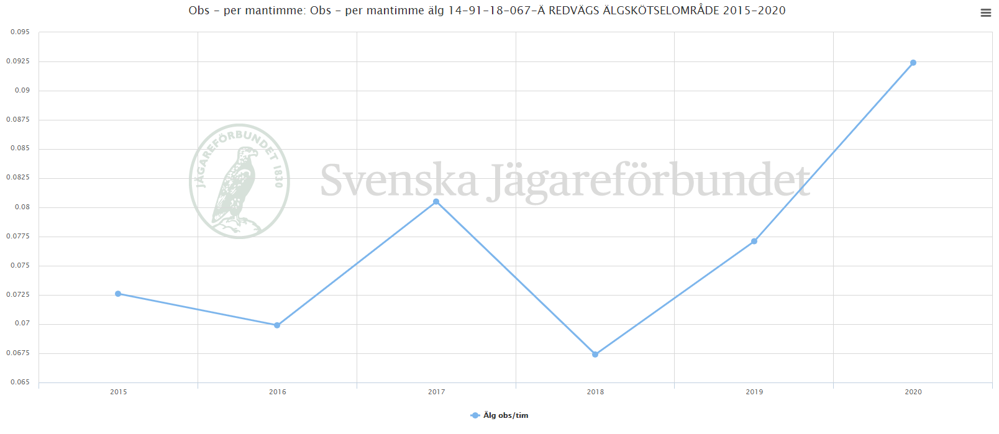 Obs - per mantimme: Obs - per mantimme älg 14-91-18-067-Ä REDVÄGS ÄLGSKÖTSELOMRÅDE 2015-2020
0.095
0.0925
0.09
0.0875
0.085
0.0825
0.08
0.0775
0.075
0.0725
0.07
0.0675
0.065
JÄGAREFÖRBUNDET 1830
Svenska Jägareförbundet
2015 2016 2017 2018 2019 2020
Älg obs/tim